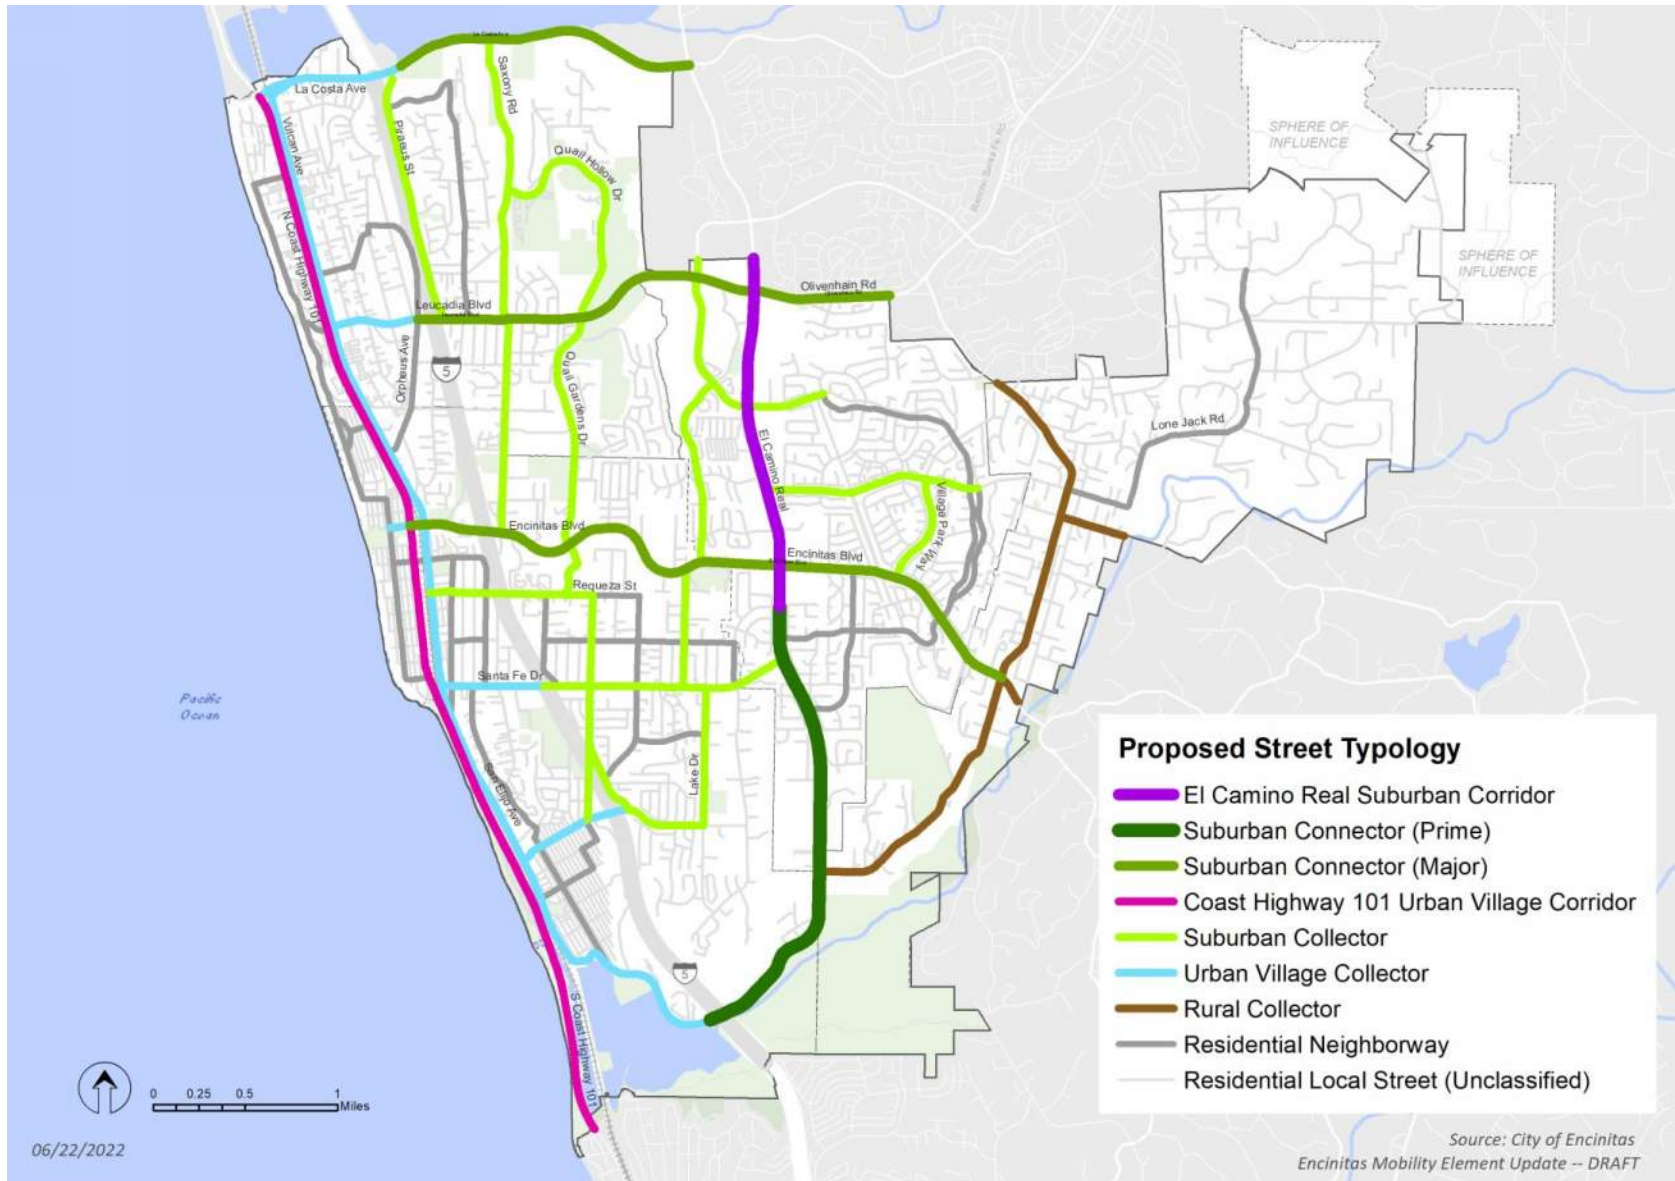 La Costa Ave
La Costa Ave
Saxony Rd
Vulcan Ave
Piraeus St
Quail Hollow Dr
SPHERE OF
INFLUENCE
N Coast Highway 101
SPHERE OF
INFLUENCE
Olivenhain Rd
Leucadia Blvd
Orpheus Ave
5
Quail Gardens Dr
El Camino Real
Lone Jack Rd
Village Park Way
Encinitas Blvd
Encinitas Blvd
Requeza St
Santa Fe Dr
Pacific
Ocean
San Elijo Ave
Lake Dr
5
S Coast Highway 101
Proposed Street Typology
El Camino Real Suburban Corridor
Suburban Connector (Prime)
Suburban Connector (Major)
Coast Highway 101 Urban Village Corridor
Suburban Collector
Urban Village Collector
Rural Collector
Residential Neighborway
Residential Local Street (Unclassified)
0 0.25 0.5 1
Miles
06/22/2022
Source: City of Encinitas
Encinitas Mobility Element Update -- DRAFT